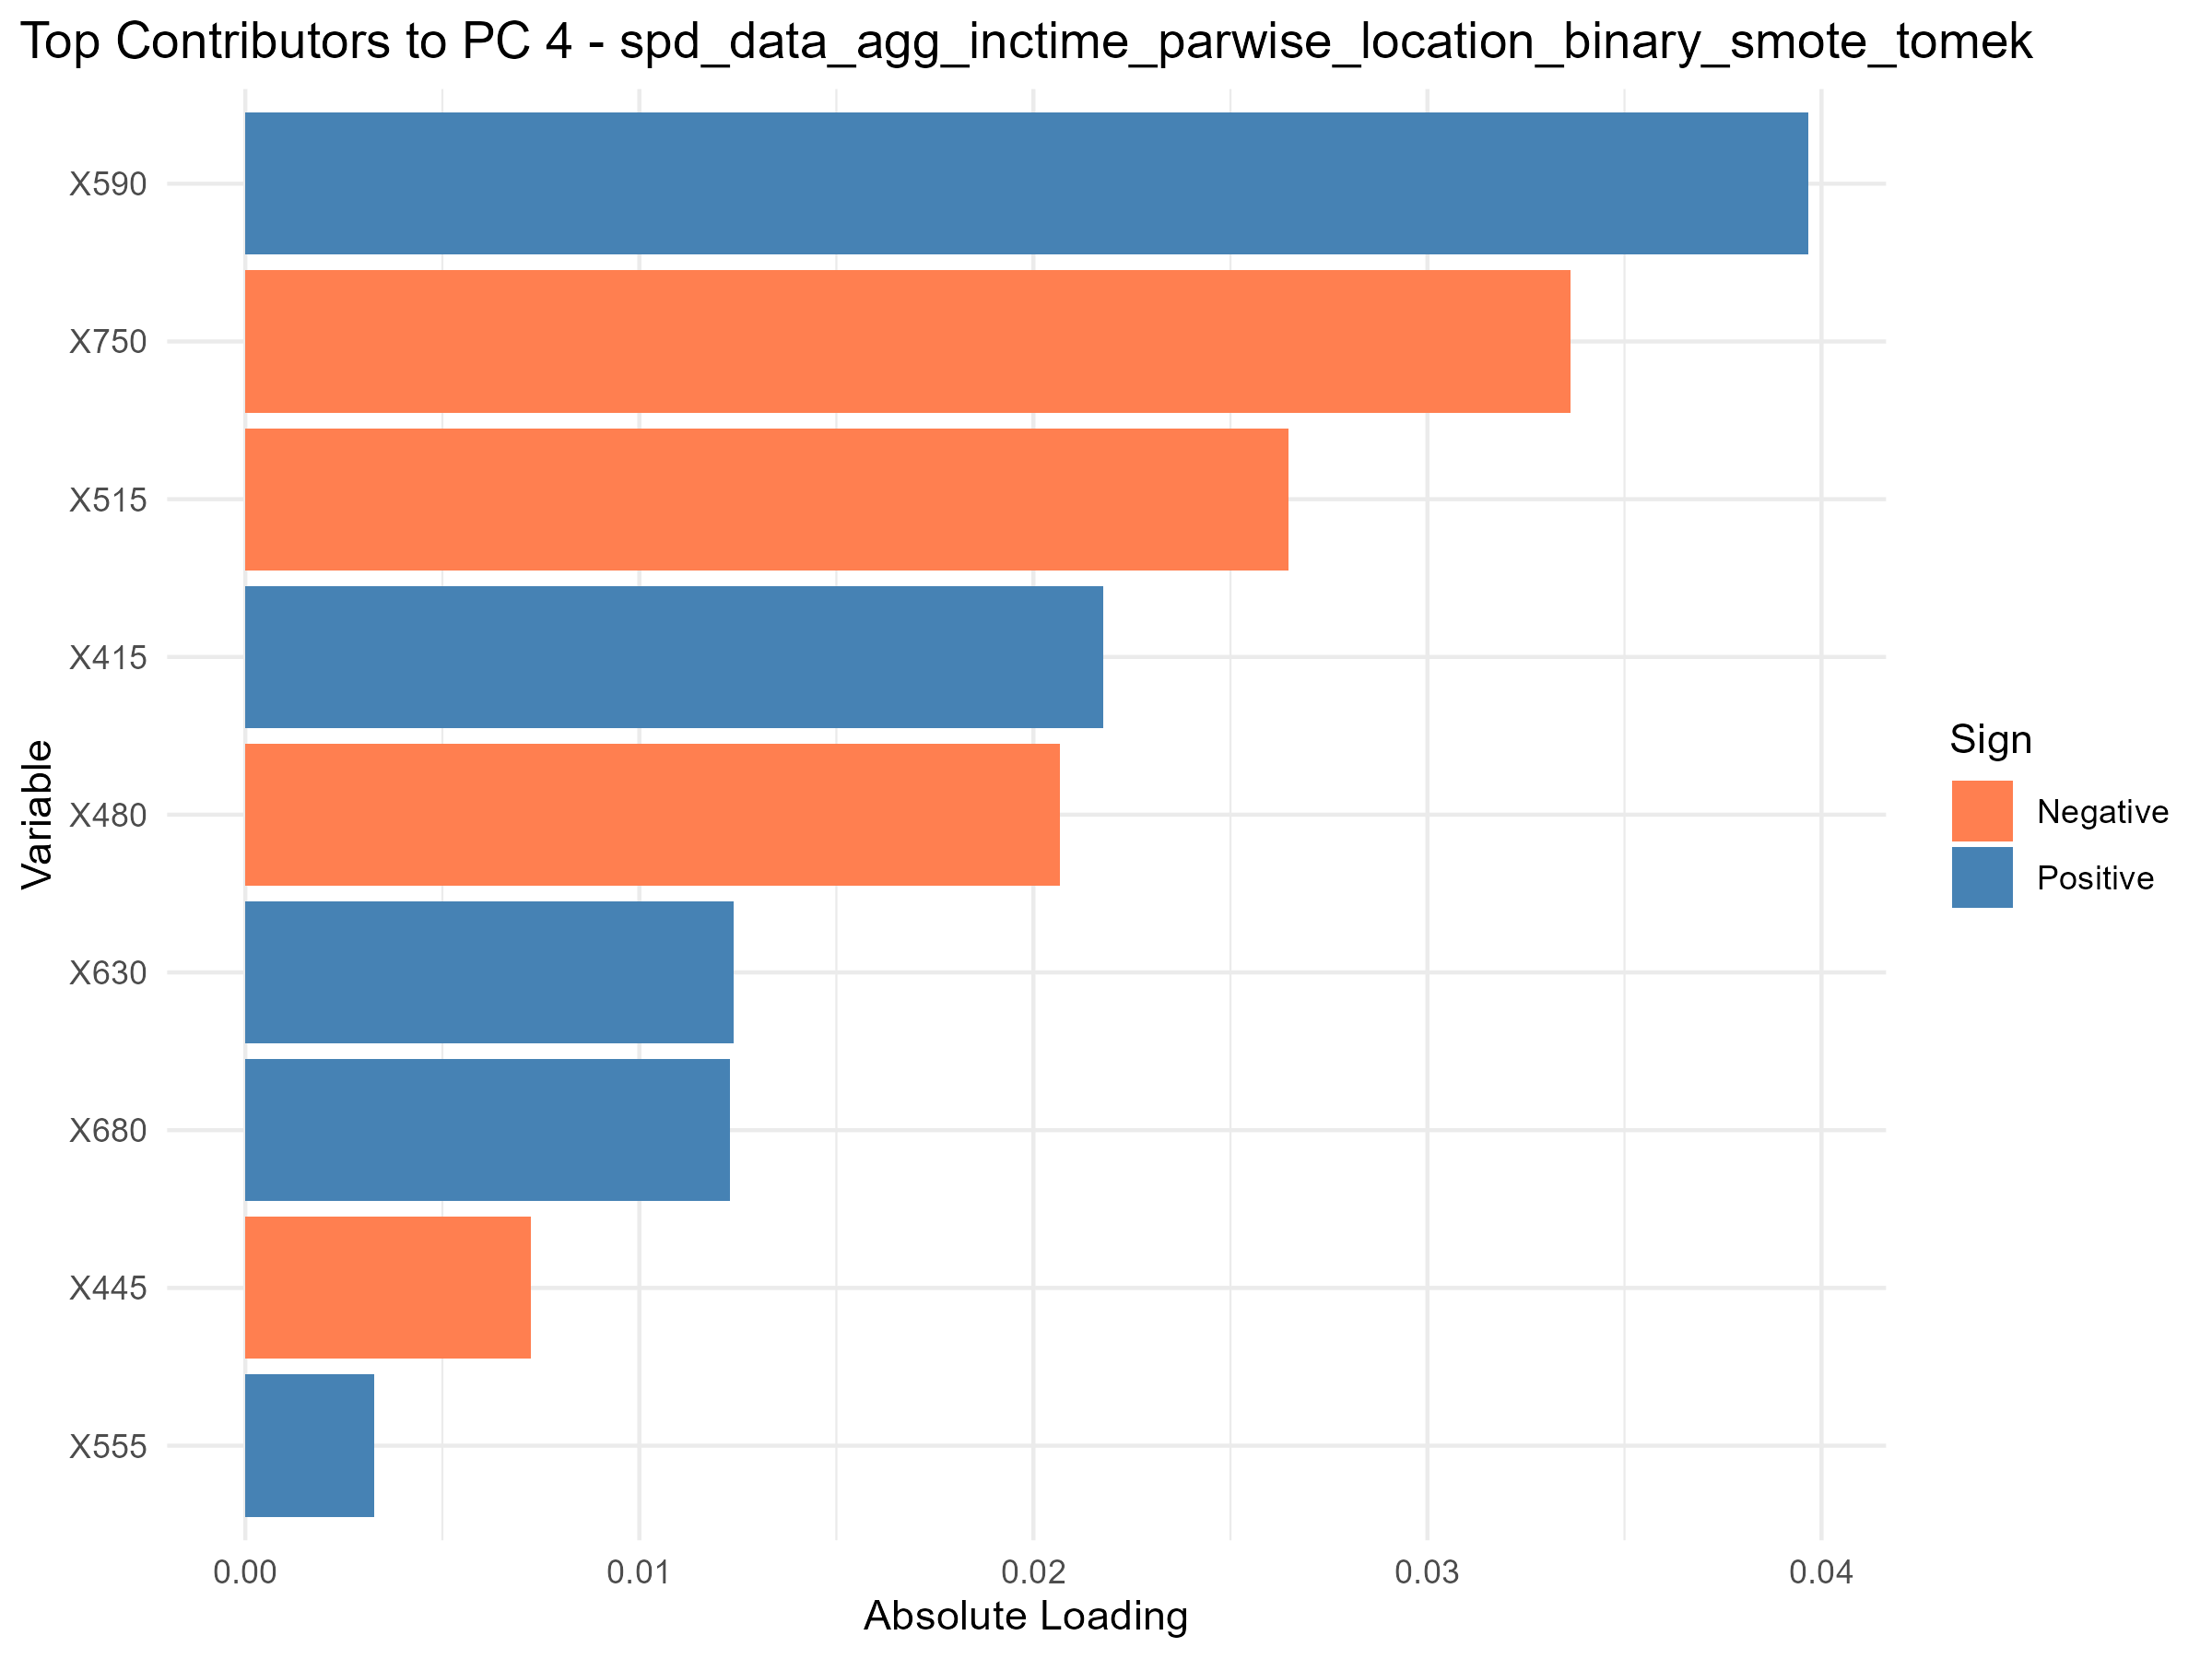 Top Contributors to PC 4 - spd_data_agg_inctime_parwise_location_binary_smote_tomek
X590
X750
X515
X415
X480
X630
X680
X445
X555
Variable
0.00 0.01 0.02 0.03 0.04
Absolute Loading
Sign
Negative
Positive